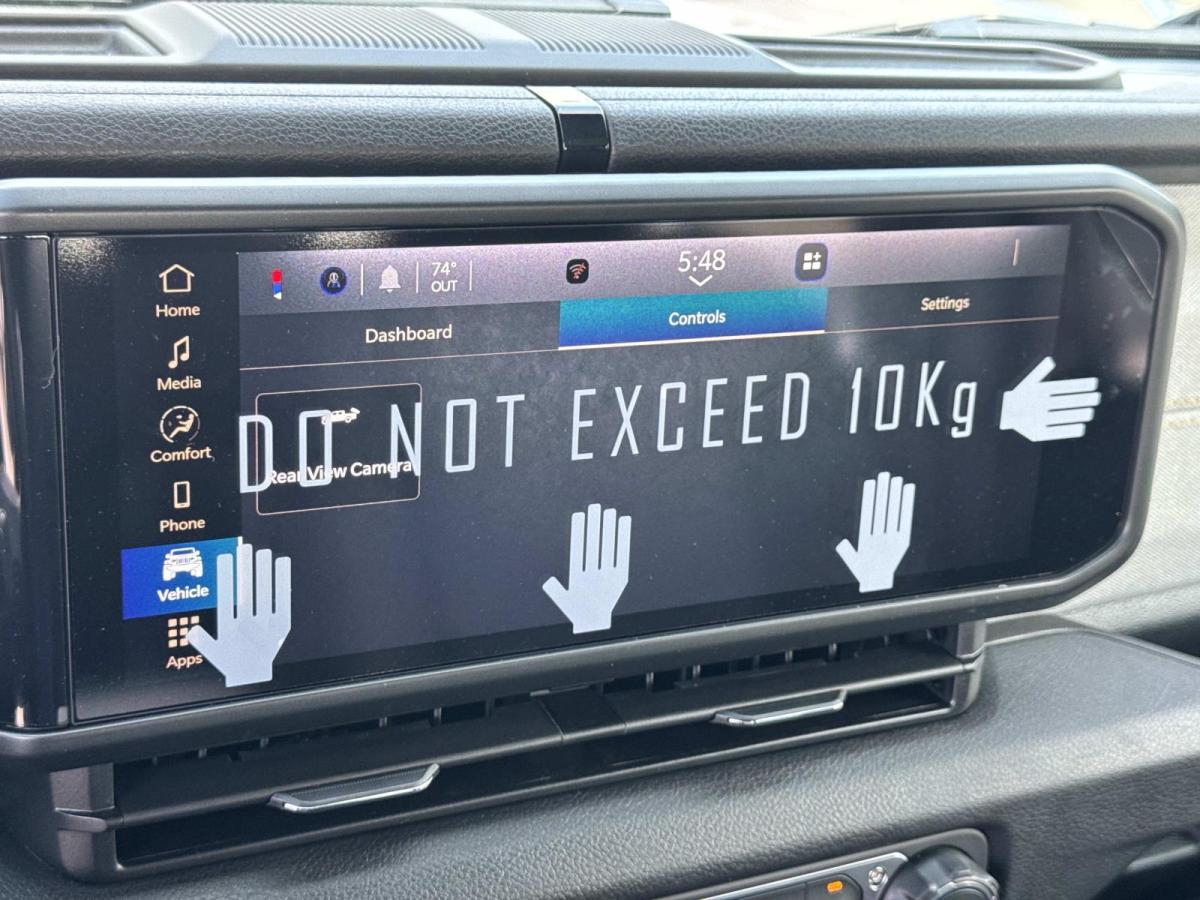 74°
OUT
5:48
Home
Dashboard
Controls
Settings
Media
Comfort
DO NOT EXCEED 10Kg
Rear View Camera
Phone
Vehicle
Apps